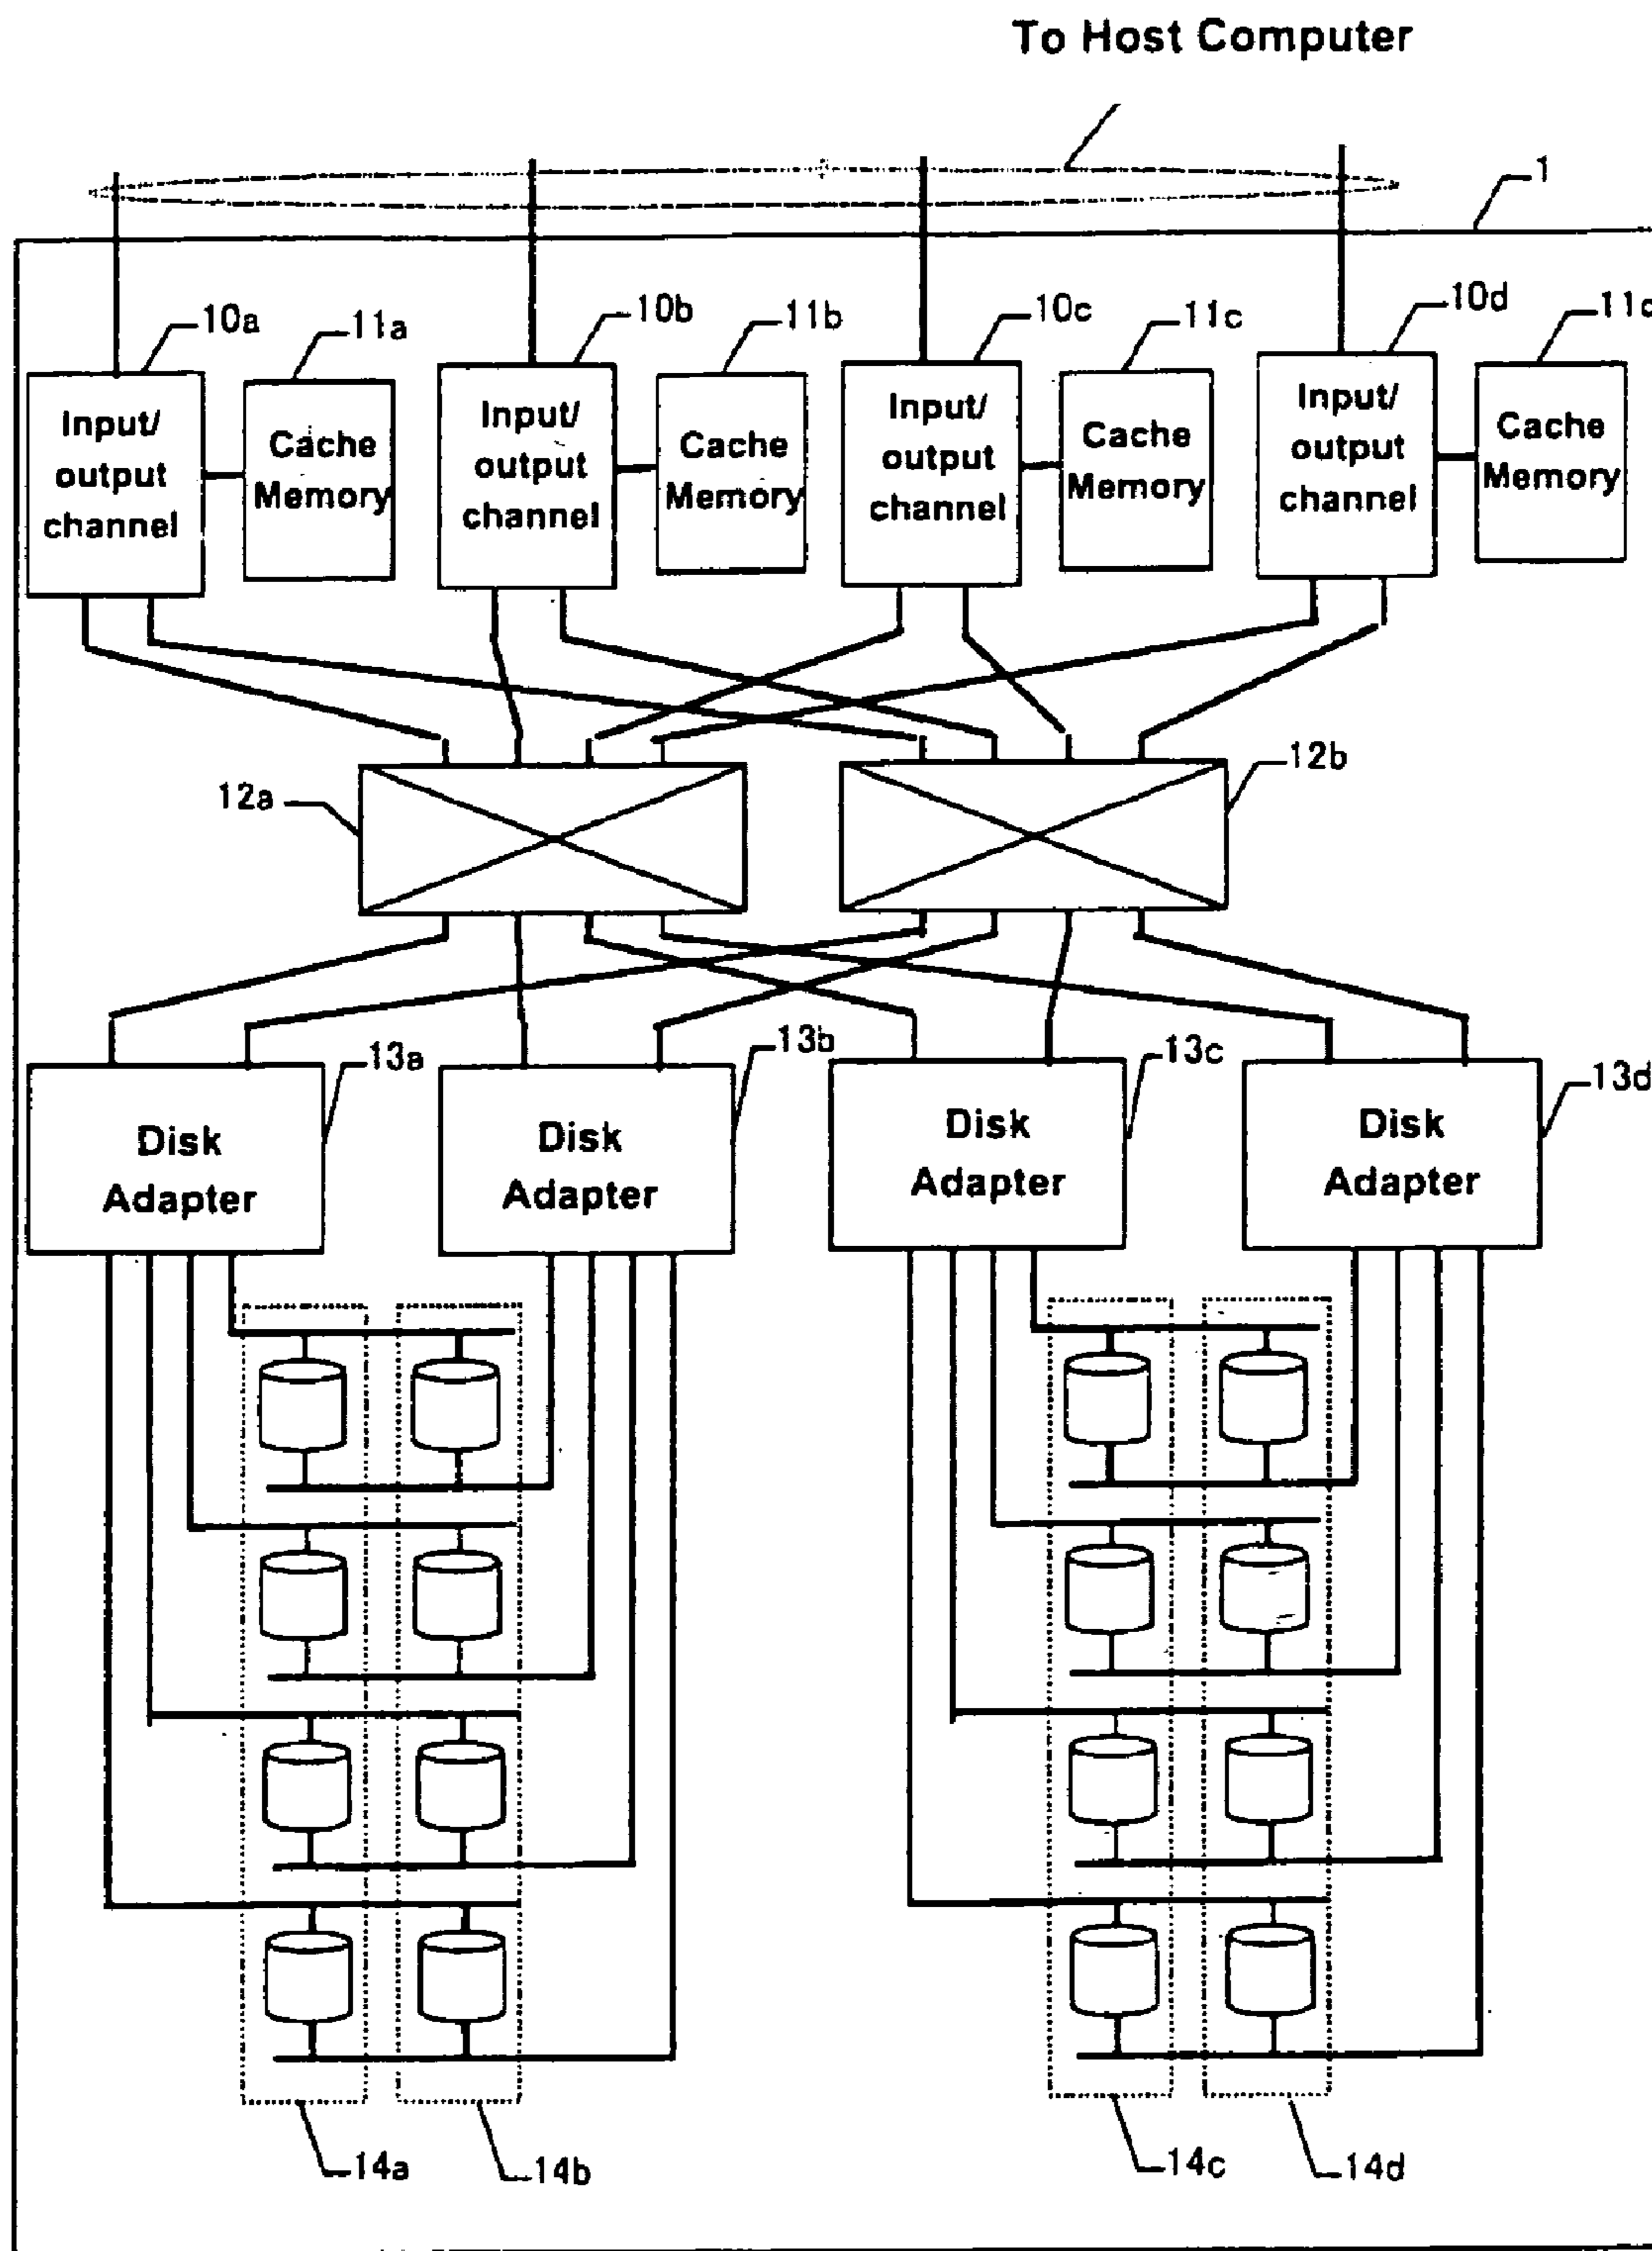 To Host Computer
1
10a
11a
10b
11b
10c
11c
10d
Input/
output
channel
Cache
Memory
Input/
output
channel
Cache
Memory
Input/
output
channel
Cache
Memory
Input/
output
channel
Cache
Memory
12a
12b
13a
13b
13c
13d
Disk
Adapter
Disk
Adapter
Disk
Adapter
Disk
Adapter
14a
14b
14c
14d